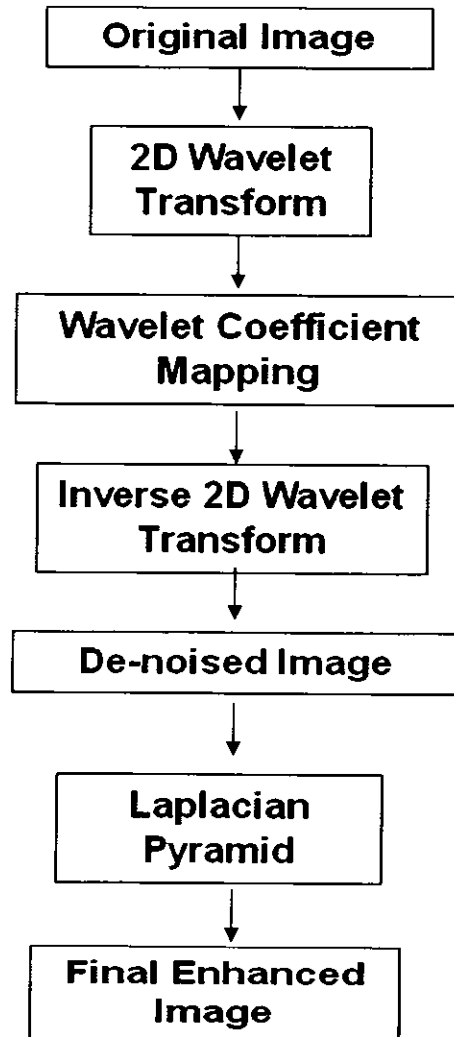 Original Image
2D Wavelet
Transform
Wavelet Coefficient
Mapping
Inverse 2D Wavelet
Transform
De-noised Image
Laplacian
Pyramid
Final Enhanced
Image